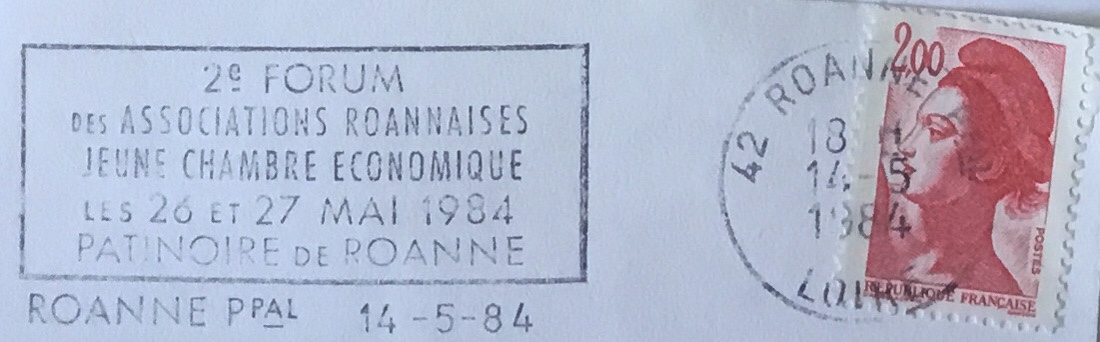 2e FORUM
DES ASSOCIATIONS ROANNAISES
JEUNE CHAMBRE ECONOMIQUE
LES 26 ET 27 MAI 1984
PATINOIRE DE ROANNE
ROANNE PPAL 14-5-84
42 ROANNE
18 H
14-5
1984
LOIRE
2,00
POSTES
REPUBLIQUE FRANÇAISE